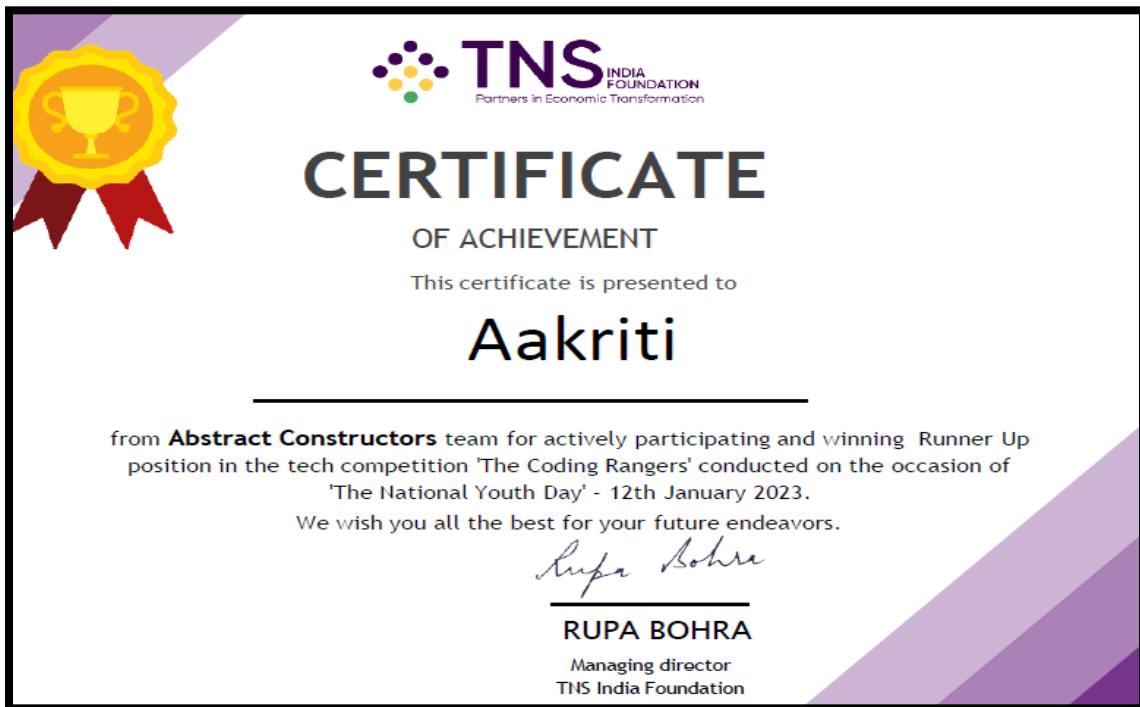 TNS INDIA
FOUNDATION
Partners in Economic Transformation
CERTIFICATE
OF ACHIEVEMENT
This certificate is presented to
Aakriti
from Abstract Constructors team for actively participating and winning Runner Up
position in the tech competition 'The Coding Rangers' conducted on the occasion of
'The National Youth Day' - 12th January 2023.
We wish you all the best for your future endeavors.
Rupa Bohra
RUPA BOHRA
Managing director
TNS India Foundation